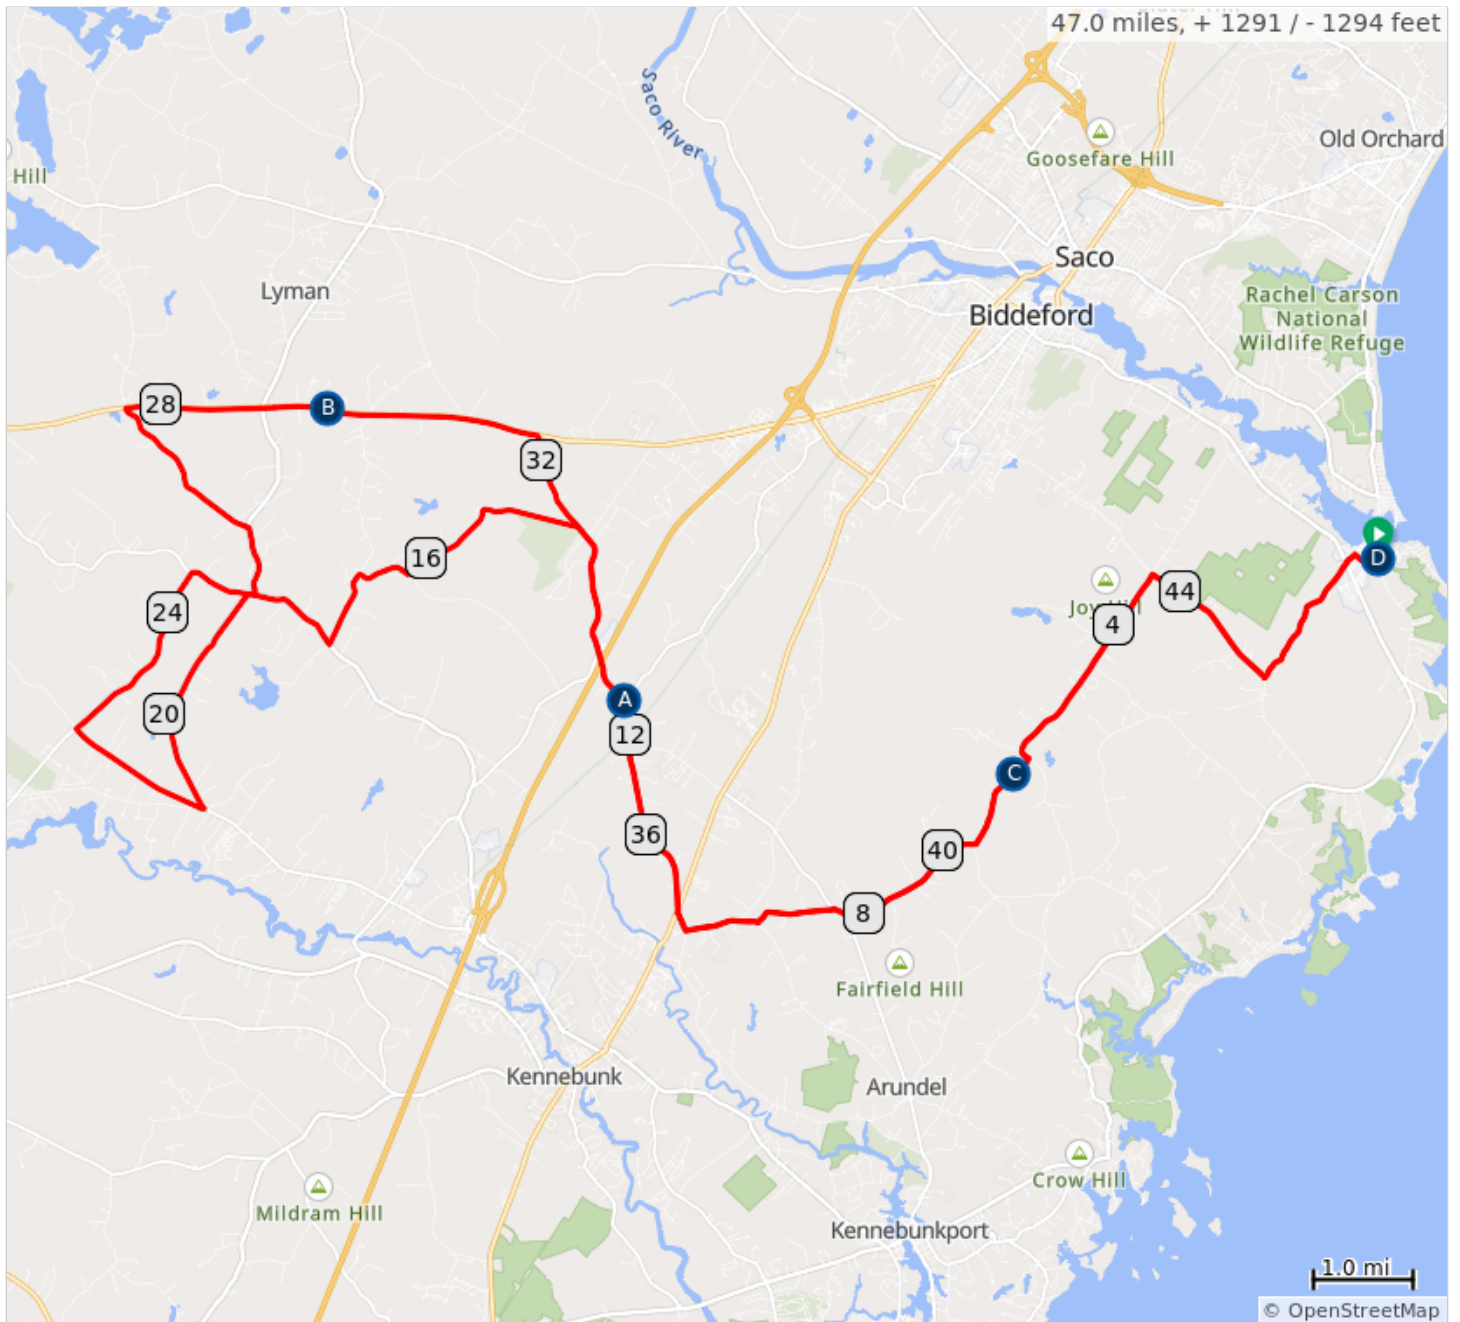 47.0 miles, + 1291 / - 1294 feet
Saco River
Goosefare Hill
Old Orchard
Hill
Saco
Lyman
Biddeford
Rachel Carson
National
Wildlife Refuge
28
B
32
16
D
24
44
4
20
A
12
C
36
40
8
Fairfield Hill
Kennebunk
Arundel
Crow Hill
Mildram Hill
Kennebunkport
1.0 mi
© OpenStreetMap